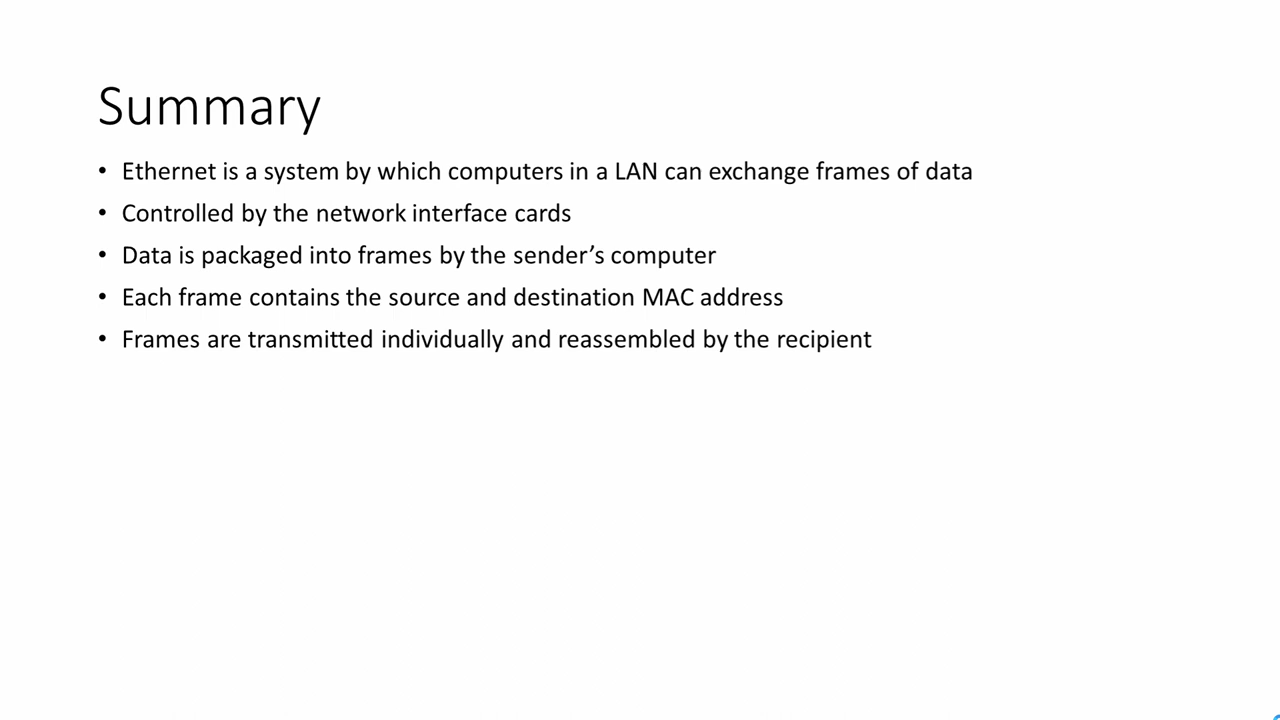 Summary
• Ethernet is a system by which computers in a LAN can exchange frames of data
• Controlled by the network interface cards
• Data is packaged into frames by the sender’s computer
• Each frame contains the source and destination MAC address
• Frames are transmitted individually and reassembled by the recipient